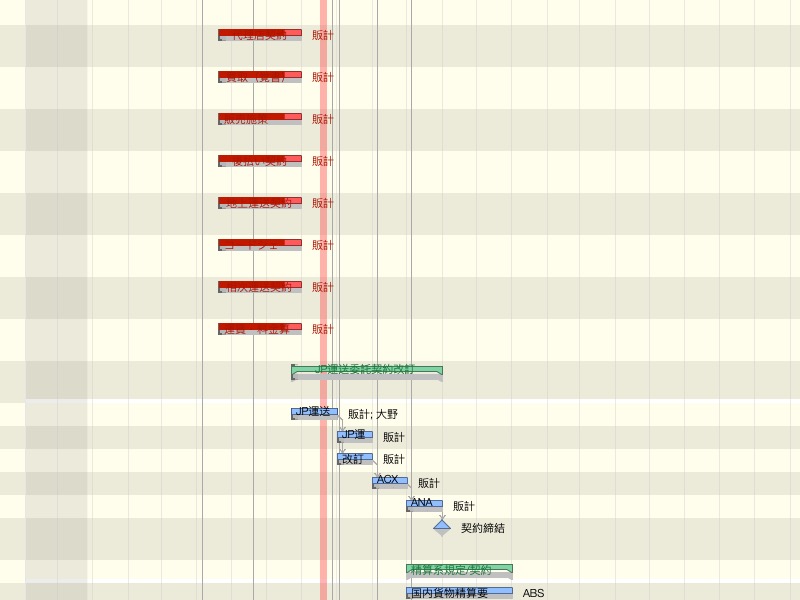 代理店契約 販計
買取（覚書） 販計
販売施策 販計
後払い契約 販計
地上運送契約 販計
コードシェ 販計
相次運送契約 販計
運賃・料金算 販計
JP運送委託契約改訂
JP運送 販計; 大野
JP運 販計
改訂 販計
ACX 販計
ANA 販計
契約締結
精算系規定/契約
国内貨物精算要 ABS